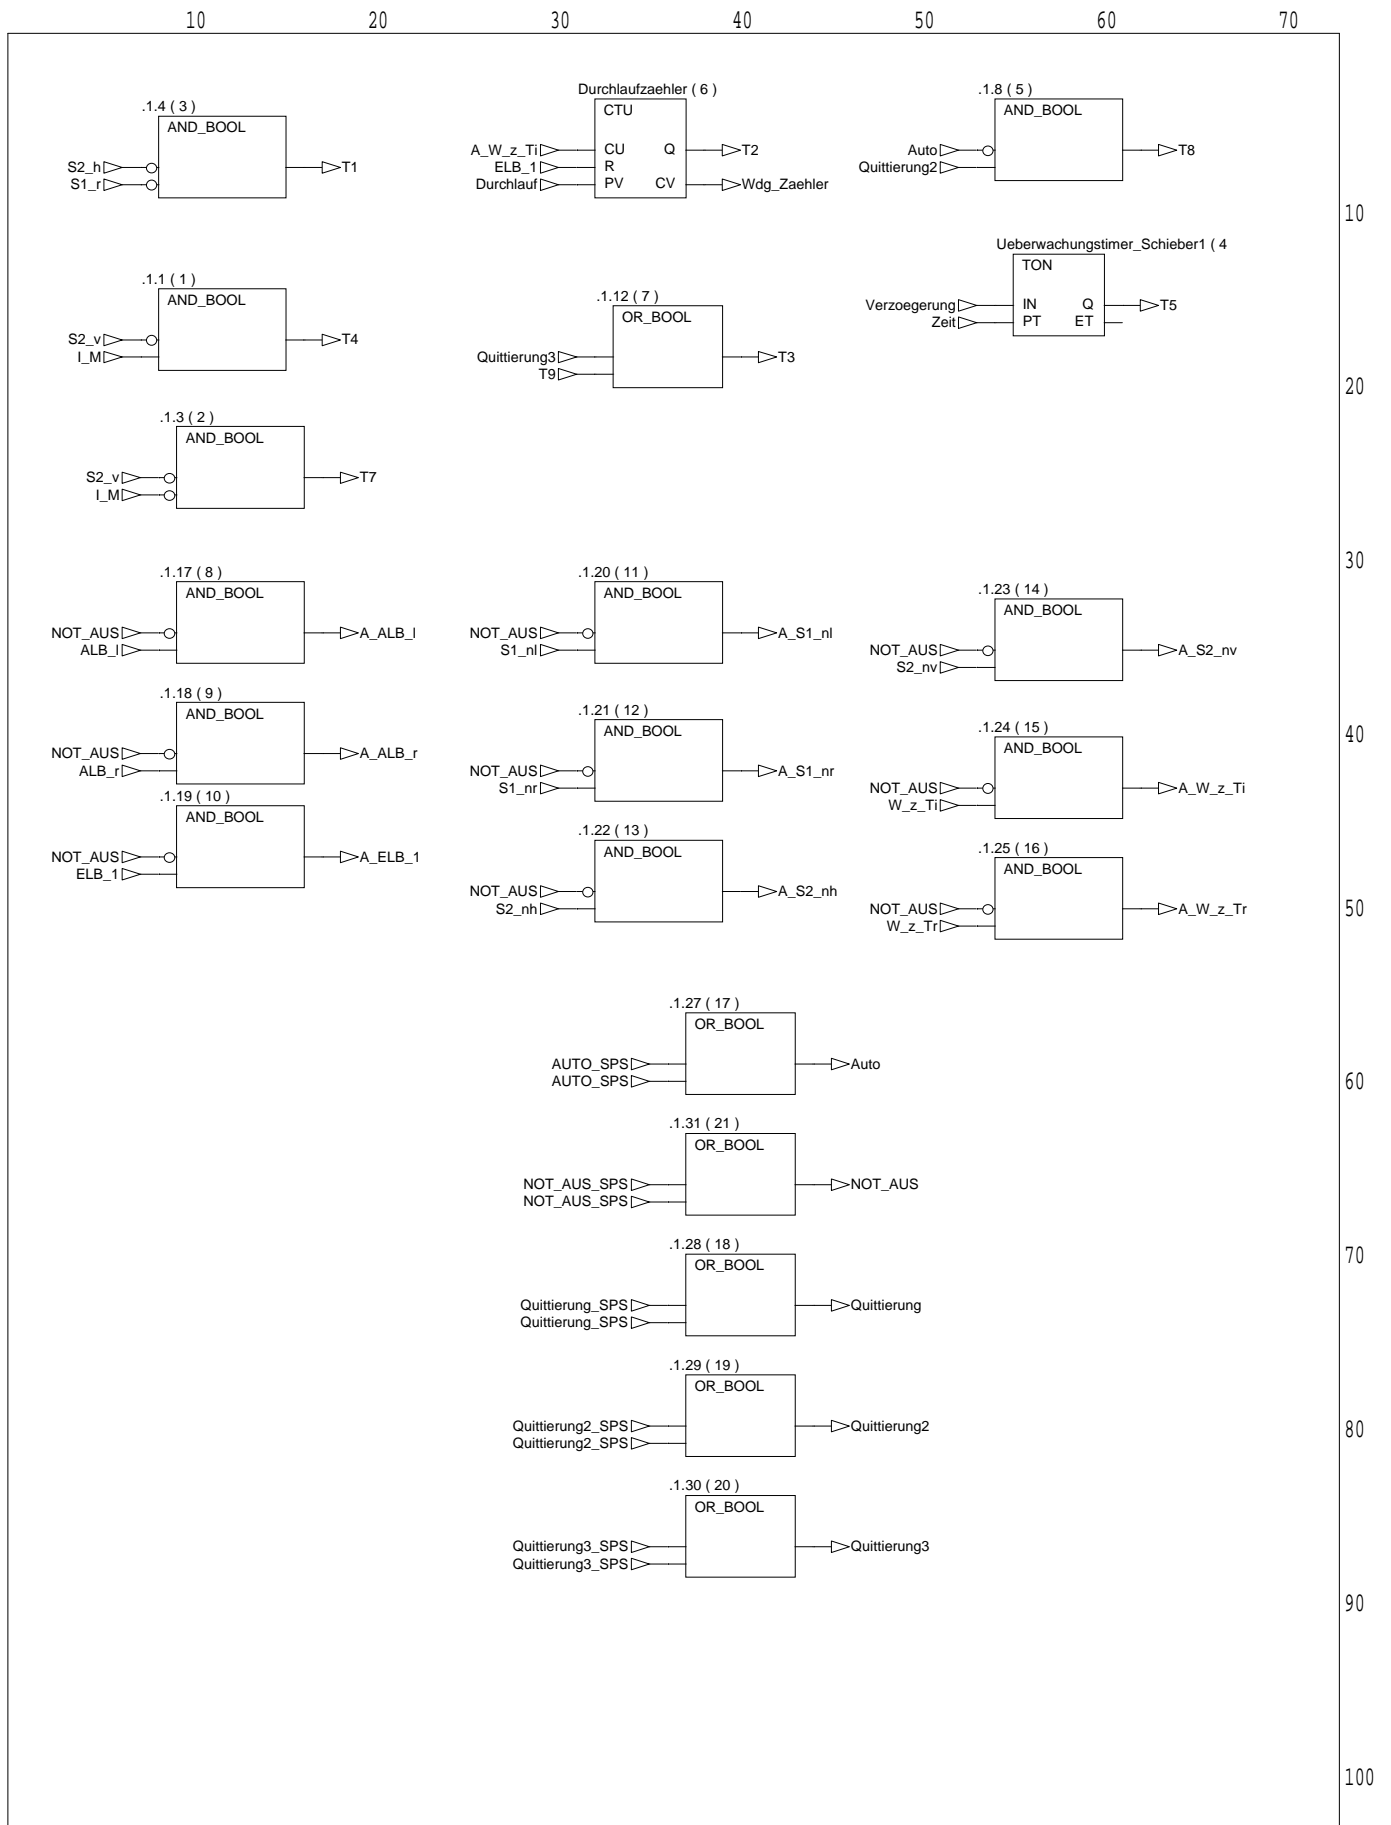 10 20 30 40 50 60 70
Durchlaufzaehler ( 6 )
.1.4 ( 3 )
AND_BOOL
S2_h
S1_r
T1
CTU
A_W_z_Ti CU Q T2
ELB_1 R
Durchlauf PV CV Wdg_Zaehler
.1.8 ( 5 )
AND_BOOL
Auto
Quittierung2
T8
10
.1.1 ( 1 )
AND_BOOL
S2_v
I_M
T4
.1.12 ( 7 )
OR_BOOL
Quittierung3
T9
T3
Ueberwachungstimer_Schieber1 ( 4
TON
Verzoegerung IN Q T5
Zeit PT ET
20
.1.3 ( 2 )
AND_BOOL
S2_v
I_M
T7
30
.1.17 ( 8 )
AND_BOOL
NOT_AUS
ALB_l
A_ALB_l
.1.20 ( 11 )
AND_BOOL
NOT_AUS
S1_nl
A_S1_nl
.1.23 ( 14 )
AND_BOOL
NOT_AUS
S2_nv
A_S2_nv
.1.18 ( 9 )
AND_BOOL
NOT_AUS
ALB_r
A_ALB_r
.1.21 ( 12 )
AND_BOOL
NOT_AUS
S1_nr
A_S1_nr
.1.24 ( 15 )
AND_BOOL
NOT_AUS
W_z_Ti
A_W_z_Ti
40
.1.19 ( 10 )
AND_BOOL
NOT_AUS
ELB_1
A_ELB_1
.1.22 ( 13 )
AND_BOOL
NOT_AUS
S2_nh
A_S2_nh
.1.25 ( 16 )
AND_BOOL
NOT_AUS
W_z_Tr
A_W_z_Tr
50
.1.27 ( 17 )
OR_BOOL
AUTO_SPS
AUTO_SPS
Auto
60
.1.31 ( 21 )
OR_BOOL
NOT_AUS_SPS
NOT_AUS_SPS
NOT_AUS
70
.1.28 ( 18 )
OR_BOOL
Quittierung_SPS
Quittierung_SPS
Quittierung
.1.29 ( 19 )
OR_BOOL
Quittierung2_SPS
Quittierung2_SPS
Quittierung2
80
.1.30 ( 20 )
OR_BOOL
Quittierung3_SPS
Quittierung3_SPS
Quittierung3
90
100